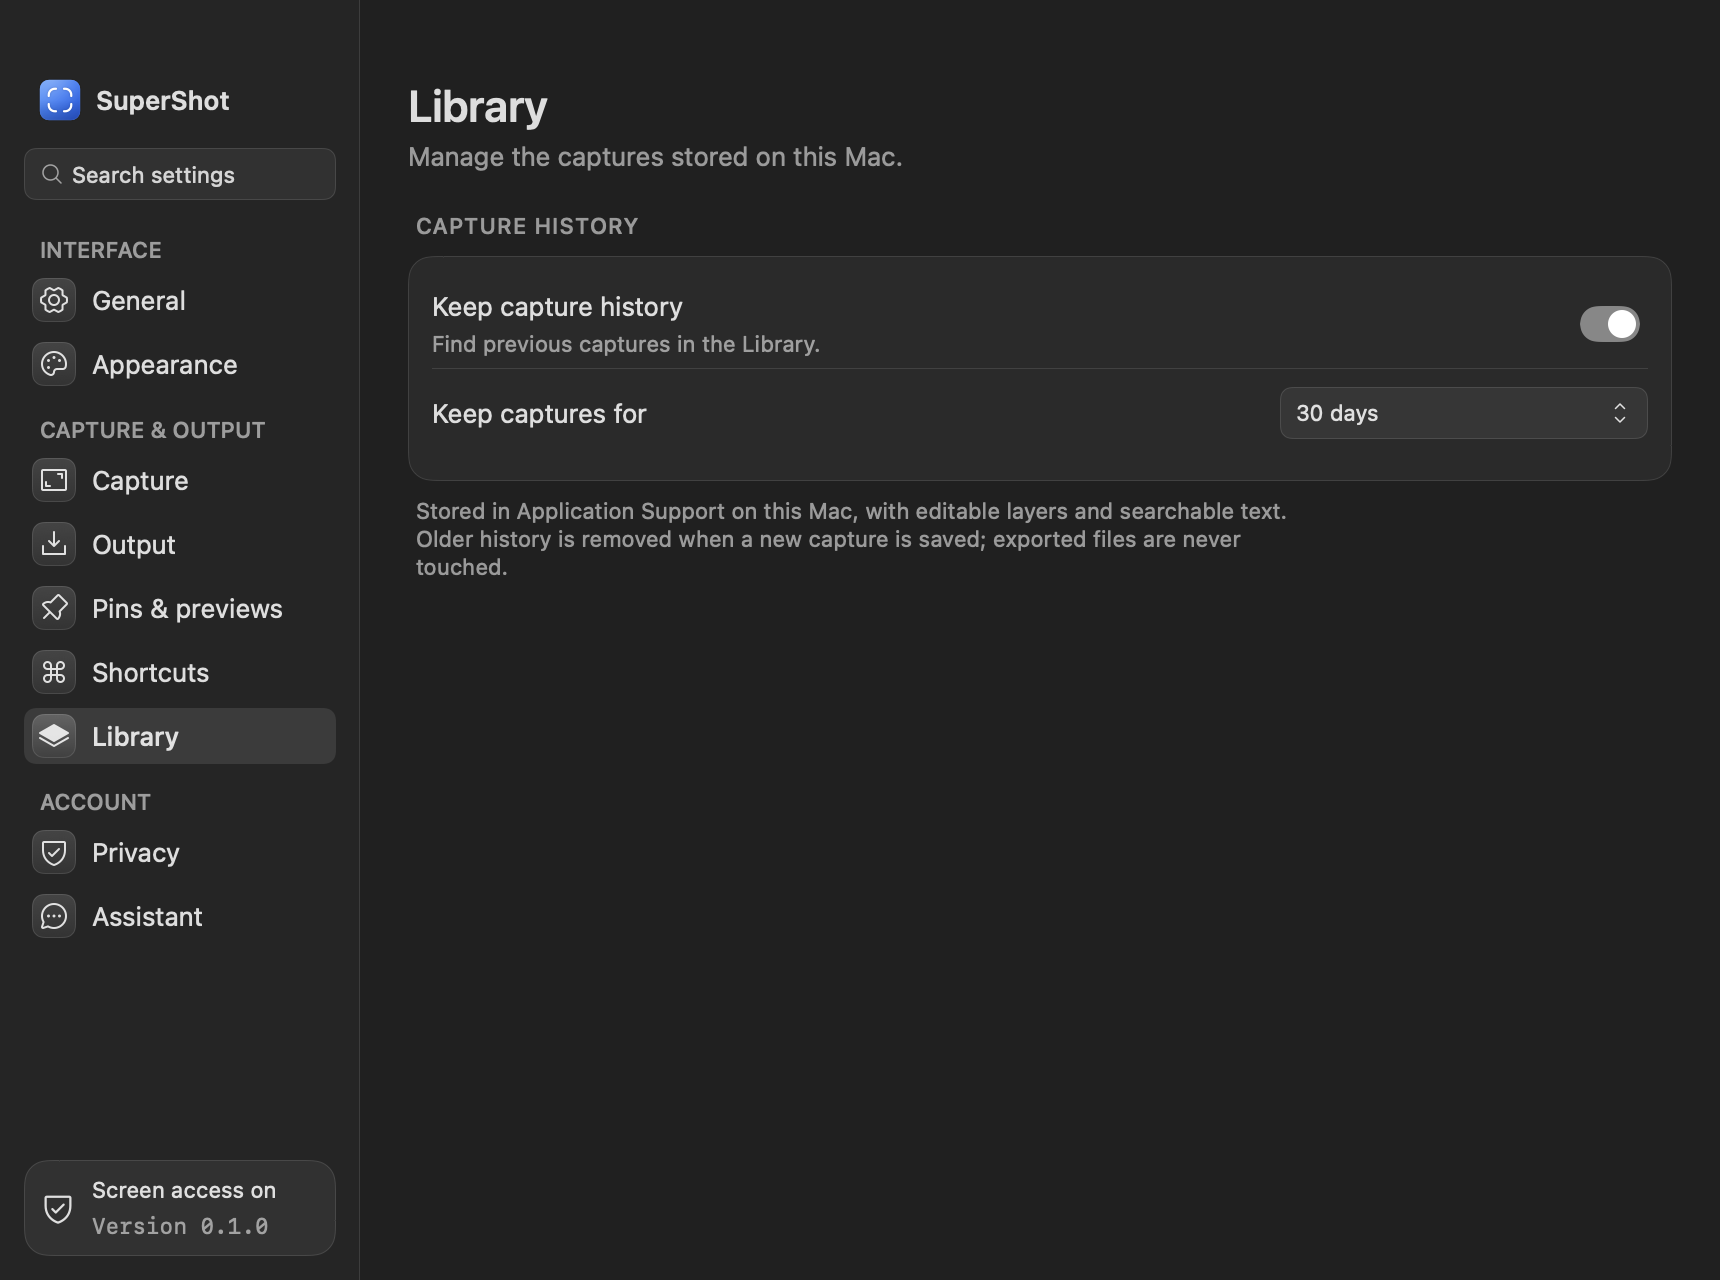 SuperShot
Search settings
INTERFACE
General
Appearance
CAPTURE & OUTPUT
Capture
Output
Pins & previews
Shortcuts
Library
ACCOUNT
Privacy
Assistant
Screen access on
Version 0.1.0
Library
Manage the captures stored on this Mac.
CAPTURE HISTORY
Keep capture history
Find previous captures in the Library.
Keep captures for
30 days
Stored in Application Support on this Mac, with editable layers and searchable text.
Older history is removed when a new capture is saved; exported files are never
touched.